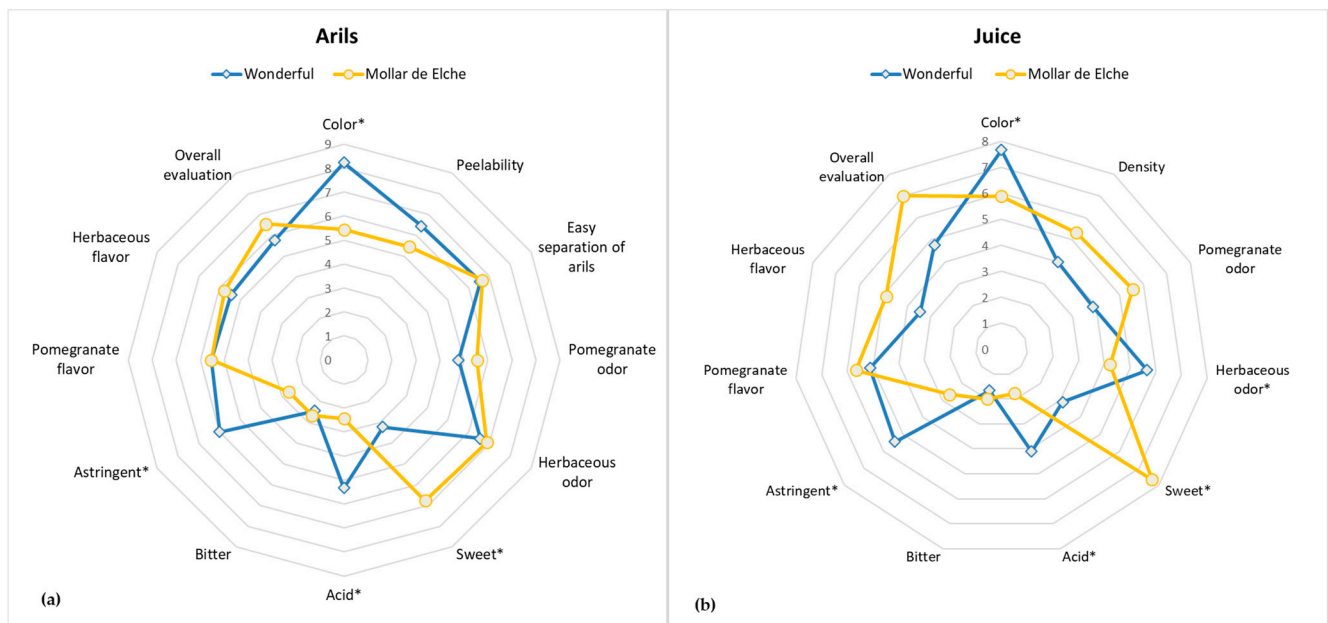 Arils
Wonderful
Mollar de Elche
Color*
Peelability
Easy
separation of
arils
Pomegranate
odor
Herbaceous
odor
Sweet*
Acid*
Bitter
Astringent*
Pomegranate
flavor
Herbaceous
flavor
Overall
evaluation
9
8
7
6
5
4
3
2
1
0
(a)
Juice
Wonderful
Mollar de Elche
Color*
Density
Pomegranate
odor
Herbaceous
odor*
Sweet*
Acid*
Bitter
Astringent*
Pomegranate
flavor
Herbaceous
flavor
Overall
evaluation
8
7
6
5
4
3
2
1
0
(b)